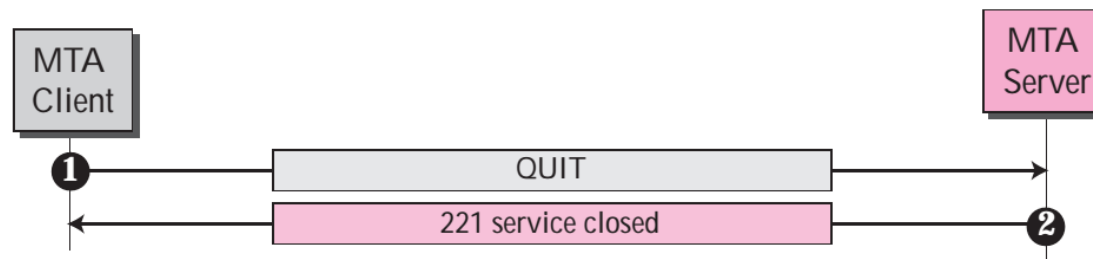 MTA
Client
MTA
Server
1
QUIT
221 service closed
2